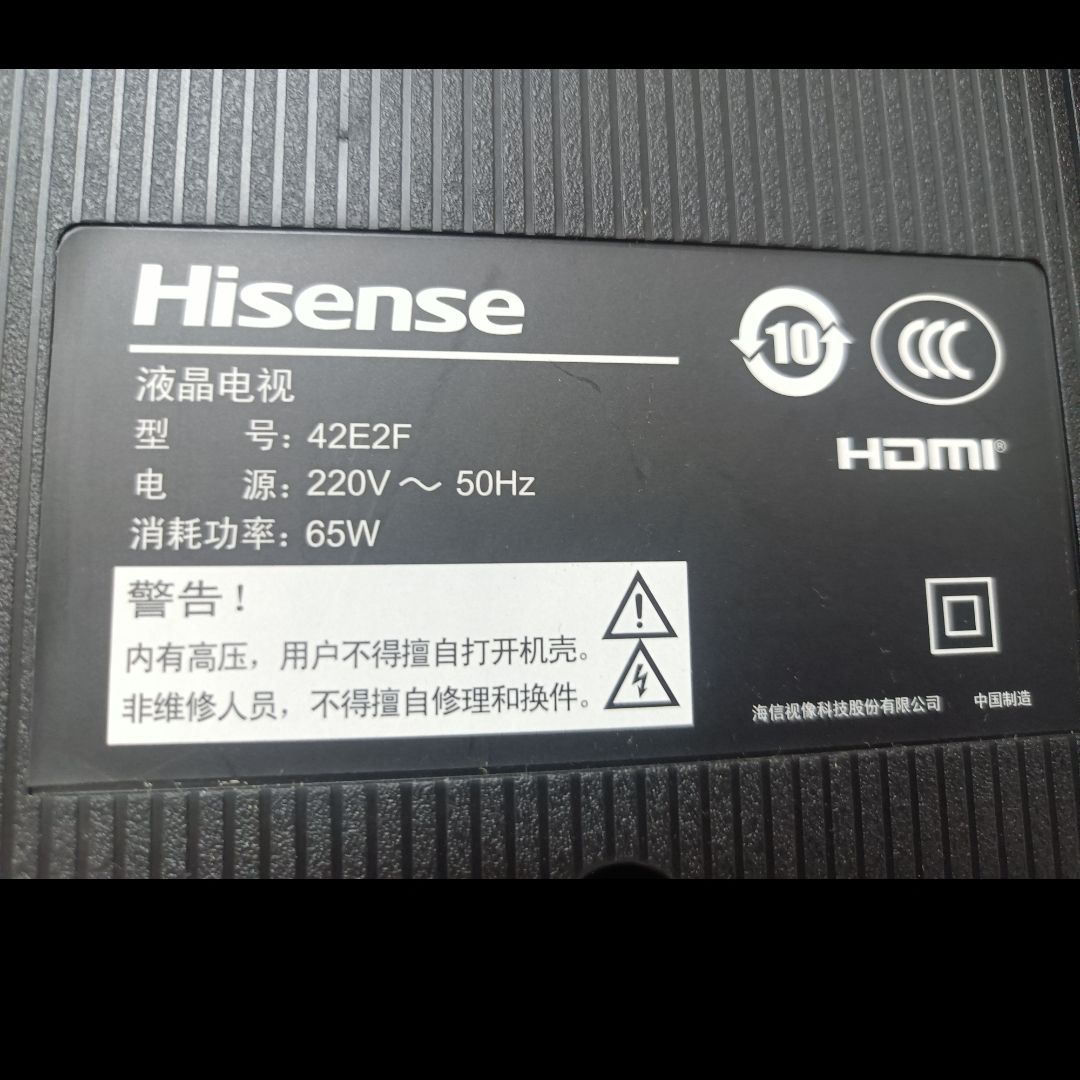 Hisense
液晶电视
型 号：42E2F
电 源：220V～ 50Hz
消耗功率：65W
警告！
内有高压，用户不得擅自打开机壳。
非维修人员，不得擅自修理和换件。
10
CCC
HDMI®
海信视像科技股份有限公司 中国制造